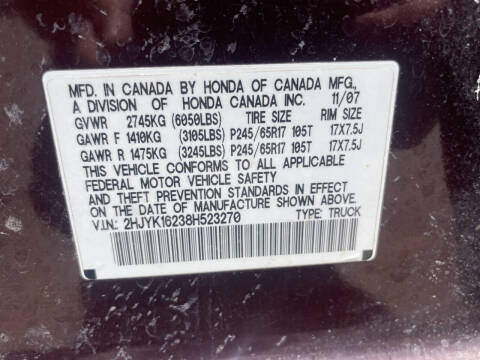 MFD. IN CANADA BY HONDA OF CANADA MFG.,
A DIVISION OF HONDA CANADA INC. 11/07
GVWR 2745KG (6050LBS) TIRE SIZE RIM SIZE
GAWR F 1410KG (3105LBS) P245/65R17 105T 17X7.5J
GAWR R 1475KG (3245LBS) P245/65R17 105T 17X7.5J
THIS VEHICLE CONFORMS TO ALL APPLICABLE
FEDERAL MOTOR VEHICLE SAFETY
AND THEFT PREVENTION STANDARDS IN EFFECT
ON THE DATE OF MANUFACTURE SHOWN ABOVE.
V.I.N.: 2HJYK16238H523270 TYPE: TRUCK